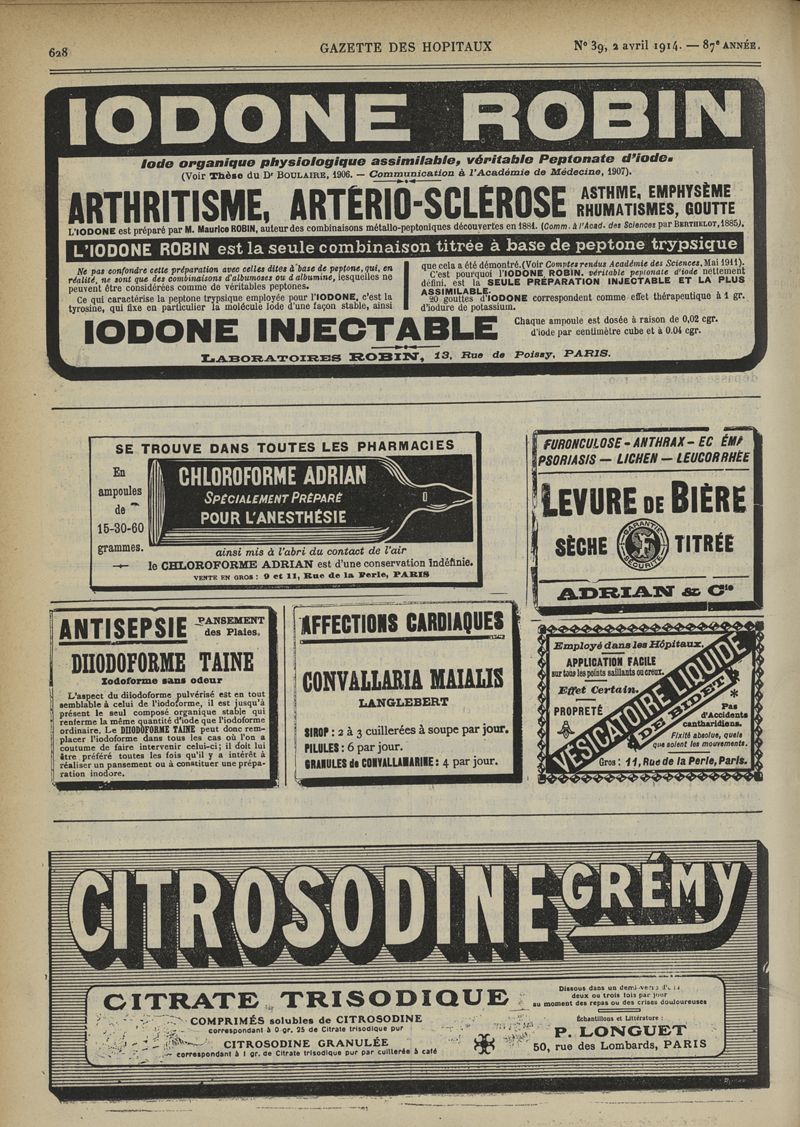 628
GAZETTE DES HOPITAUX
N° 39, 2 avril 1914. — 87e ANNÉE.
IODONE ROBIN
Iode organique physiologique assimilable, véritable Peptonate d'iode.
(Voir Thèse du Dr BOULAIRE, 1906. — Communication à l'Académie de Médecine, 1907).
ARTHRITISME, ARTÉRIO-SCLÉROSE
ASTHME, EMPHYSÈME
RHUMATISMES, GOUTTE
L'IODONE est préparé par M. Maurice ROBIN, auteur des combinaisons métallo-peptoniques découvertes en 1881. (Comm. à l'Acad. des Sciences par BERTHELOT, 1885).
L'IODONE ROBIN est la seule combinaison titrée à base de peptone trypsique
Ne pas confondre cette préparation avec celles dites à base de peptone, qui, en
réalité, ne sont que des combinaisons d'albumoses ou d'albumine, lesquelles ne
peuvent être considérées comme de véritables peptones.
Ce qui caractérise la peptone trypsique employée pour l'IODONE, c'est la
tyrosine, qui fixe en particulier la molécule Iode d'une façon stable, ainsi
que cela a été démontré. (Voir Comptes rendus Académie des Sciences, Mai 1911).
C'est pourquoi l'IODONE ROBIN, véritable peptonate d'iode nettement
défini, est la SEULE PRÉPARATION INJECTABLE ET LA PLUS
ASSIMILABLE.
20 gouttes d'IODONE correspondent comme effet thérapeutique à 1 gr.
d'iodure de potassium.
IODONE INJECTABLE
Chaque ampoule est dosée à raison de 0,02 cgr.
d'iode par centimètre cube et à 0.04 cgr.
LABORATOIRES ROBIN, 13, Rue de Poissy, PARIS.
SE TROUVE DANS TOUTES LES PHARMACIES
En
ampoules
de
15-30-60
grammes.
CHLOROFORME ADRIAN
SPÉCIALEMENT PRÉPARÉ
POUR L'ANESTHÉSIE
ainsi mis à l'abri du contact de l'air
le CHLOROFORME ADRIAN est d'une conservation indéfinie.
VENTE EN GROS : 9 et 11, Rue de la Perle, PARIS
FURONCULOSE - ANTHRAX - EC ÉMA
PSORIASIS — LICHEN — LEUCORRHÉE
LEVURE DE BIÈRE
SÈCHE
GARANTIE
SÉCURITÉ
TITRÉE
ADRIAN & Cie
ANTISEPSIE
PANSEMENT
des Plaies.
DIIODOFORME TAINE
Iodoforme sans odeur
L'aspect du diiodoforme pulvérisé est en tout
semblable à celui de l'iodoforme, il est jusqu'à
présent le seul composé organique stable qui
renferme la même quantité d'iode que l'iodoforme
ordinaire. Le DIIODOFORME TAINE peut donc rem-
placer l'iodoforme dans tous les cas où l'on a
coutume de faire intervenir celui-ci; il doit lui
être préféré toutes les fois qu'il y a intérêt à
réaliser un pansement ou à constituer une prépa-
ration inodore.
AFFECTIONS CARDIAQUES
CONVALLARIA MAIALIS
LANGLEBERT
SIROP : 2 à 3 cuillerées à soupe par jour.
PILULES : 6 par jour.
GRANULES de CONVALLAMARINE : 4 par jour.
Employé dans les Hôpitaux.
APPLICATION FACILE
sur tous les points saillants ou creux.
Effet Certain.
PROPRETÉ
VÉSICATOIRE LIQUIDE
DE BIDET
Pas
d'Accidents
cantharidiens.
Fixité absolue, quels
que soient les mouvements.
Gros : 11, Rue de la Perle, Paris.
CITROSODINE GRÉMY
CITRATE TRISODIQUE
COMPRIMÉS solubles de CITROSODINE
correspondant à 0 gr. 25 de Citrate trisodique pur
CITROSODINE GRANULÉE
correspondant à 1 gr. de Citrate trisodique pur par cuillerée à café
Dissous dans un demi-verre d'eau
deux ou trois fois par jour
au moment des repas ou des crises douloureuses
Échantillons et Littérature :
P. LONGUET
50, rue des Lombards, PARIS